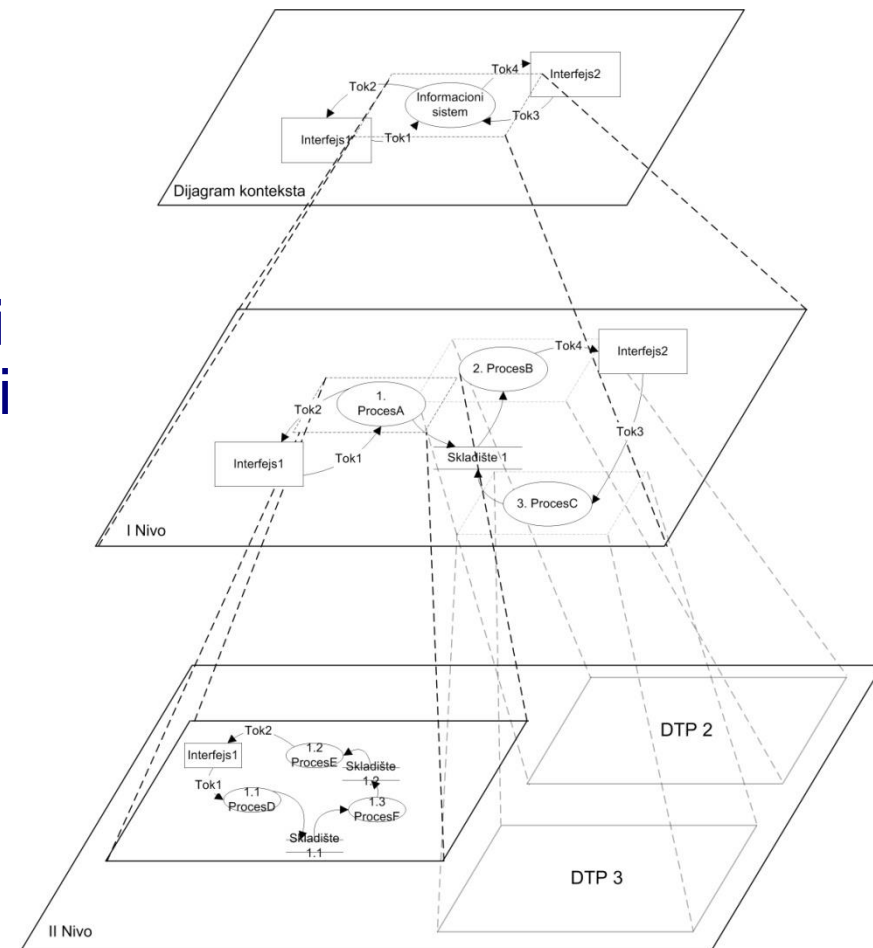 Tok4
Interfejs2
Tok2
Informacioni
sistem
Tok3
Interfejs1
Tok1
Dijagram konteksta
i
i
Tok4
Interfejs2
2. ProcesB
1.
ProcesA
Tok2
Tok3
Skladište 1
Interfejs1
Tok1
3. ProcesC
I Nivo
Tok2
Interfejs1
1.2
ProcesE
Skladište
1.2
Tok1
1.1
ProcesD
1.3
ProcesF
Skladište
1.1
DTP 2
DTP 3
II Nivo